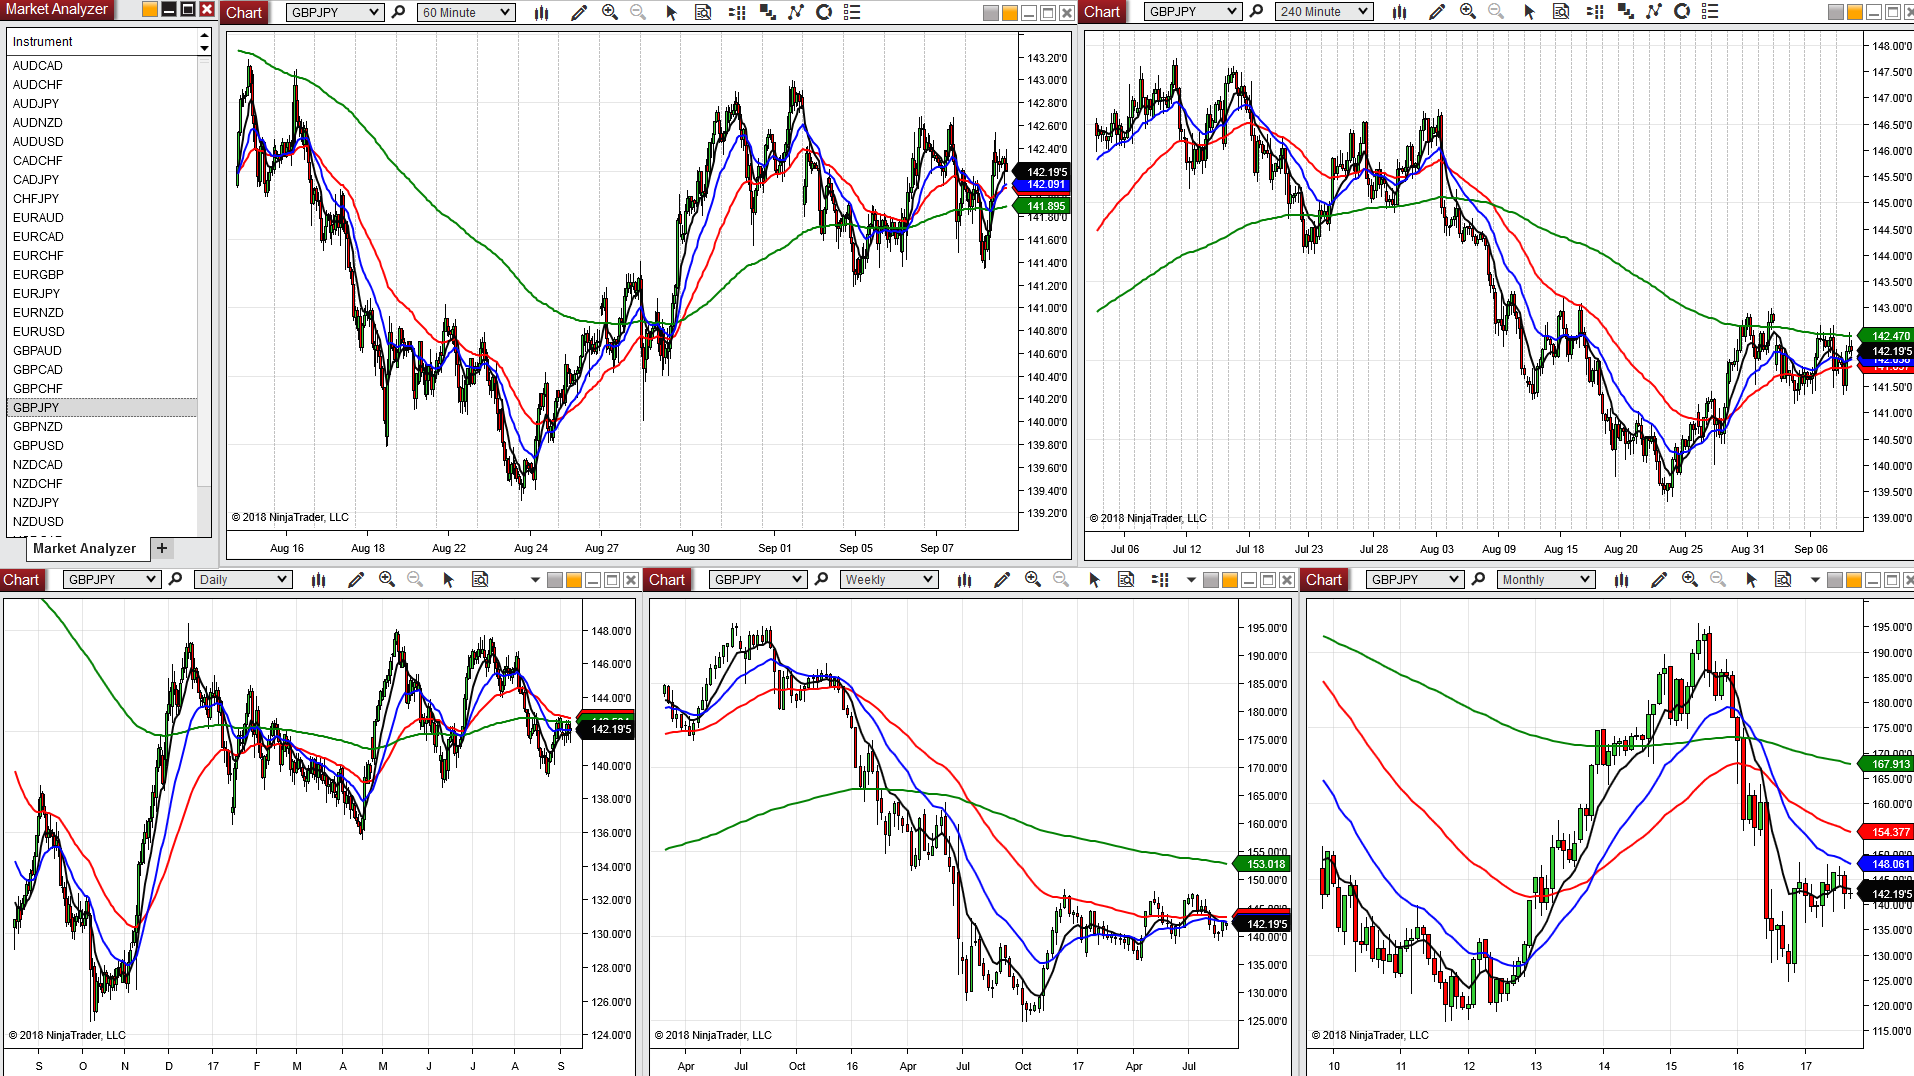 Market Analyzer
Instrument
AUDCAD
AUDCHF
AUDJPY
AUDNZD
AUDUSD
CADCHF
CADJPY
CHFJPY
EURAUD
EURCAD
EURCHF
EURGBP
EURJPY
EURNZD
EURUSD
GBPAUD
GBPCAD
GBPCHF
GBPJPY
GBPNZD
GBPUSD
NZDCAD
NZDCHF
NZDJPY
NZDUSD
Market Analyzer +
Chart GBPJPY 60 Minute
143.20'0
143.00'0
142.80'0
142.60'0
142.40'0
142.19'5
142.091
141.895
141.80'0
141.60'0
141.40'0
141.20'0
141.00'0
140.80'0
140.60'0
140.40'0
140.20'0
140.00'0
139.80'0
139.60'0
139.40'0
139.20'0
© 2018 NinjaTrader, LLC
Aug 16 Aug 18 Aug 22 Aug 24 Aug 27 Aug 30 Sep 01 Sep 05 Sep 07
Chart GBPJPY 240 Minute
148.00'0
147.50'0
147.00'0
146.50'0
146.00'0
145.50'0
145.00'0
144.50'0
144.00'0
143.50'0
143.00'0
142.470
142.19'5
141.50'0
141.00'0
140.50'0
140.00'0
139.50'0
139.00'0
© 2018 NinjaTrader, LLC
Jul 06 Jul 12 Jul 18 Jul 23 Jul 28 Aug 03 Aug 09 Aug 15 Aug 20 Aug 25 Aug 31 Sep 06
Chart GBPJPY Daily
148.00'0
146.00'0
144.00'0
142.19'5
140.00'0
138.00'0
136.00'0
134.00'0
132.00'0
130.00'0
128.00'0
126.00'0
124.00'0
© 2018 NinjaTrader, LLC
S O N D 17 F M A M J J A S
Chart GBPJPY Weekly
195.00'0
190.00'0
185.00'0
180.00'0
175.00'0
170.00'0
165.00'0
160.00'0
155.00'0
153.018
150.00'0
142.19'5
140.00'0
135.00'0
130.00'0
125.00'0
© 2018 NinjaTrader, LLC
Apr Jul Oct 16 Apr Jul Oct 17 Apr Jul
Chart GBPJPY Monthly
195.00'0
190.00'0
185.00'0
180.00'0
175.00'0
170.00'0
167.913
165.00'0
160.00'0
154.377
148.061
142.19'5
140.00'0
135.00'0
130.00'0
125.00'0
120.00'0
115.00'0
© 2018 NinjaTrader, LLC
10 11 12 13 14 15 16 17